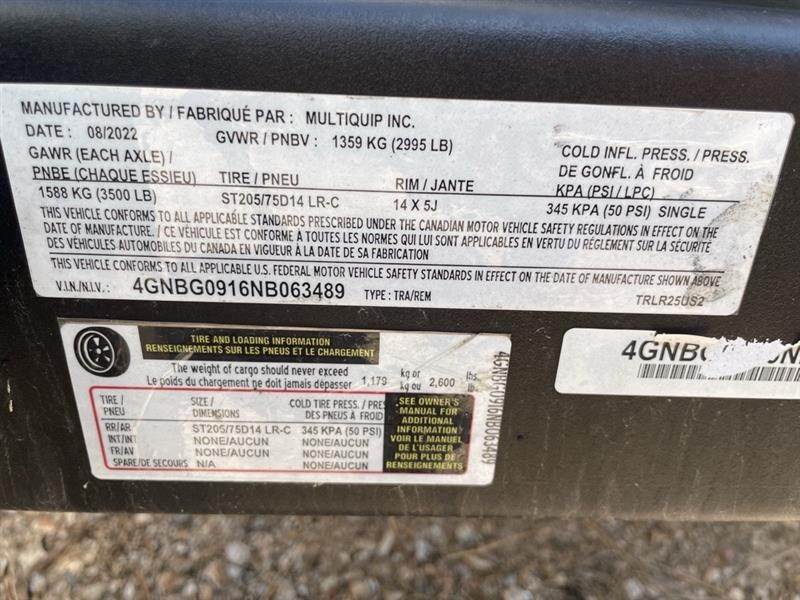 MANUFACTURED BY / FABRIQUÉ PAR : MULTIQUIP INC.
DATE : 08/2022 GVWR / PNBV : 1359 KG (2995 LB)
GAWR (EACH AXLE) /
PNBE (CHAQUE ESSIEU) TIRE / PNEU RIM / JANTE
COLD INFL. PRESS. / PRESS.
DE GONFL. À FROID
KPA (PSI / LPC)
1588 KG (3500 LB) ST205/75D14 LR-C 14 X 5J 345 KPA (50 PSI) SINGLE
THIS VEHICLE CONFORMS TO ALL APPLICABLE STANDARDS PRESCRIBED UNDER THE CANADIAN MOTOR VEHICLE SAFETY REGULATIONS IN EFFECT ON THE
DATE OF MANUFACTURE. / CE VÉHICULE EST CONFORME À TOUTES LES NORMES QUI LUI SONT APPLICABLES EN VERTU DU RÉGLEMENT SUR LA SÉCURITÉ
DES VÉHICULES AUTOMOBILES DU CANADA EN VIGUEUR À LA DATE DE SA FABRICATION
THIS VEHICLE CONFORMS TO ALL APPLICABLE U.S. FEDERAL MOTOR VEHICLE SAFETY STANDARDS IN EFFECT ON THE DATE OF MANUFACTURE SHOWN ABOVE
V.I.N./N.I.V. : 4GNBG0916NB063489 TYPE : TRA/REM TRLR25US2
TIRE AND LOADING INFORMATION
RENSEIGNEMENTS SUR LES PNEUS ET LE CHARGEMENT
The weight of cargo should never exceed
Le poids du chargement ne doit jamais dépasser 1,179 kg or kg ou 2,600 lbs. lb.
TIRE / PNEU SIZE / DIMENSIONS COLD TIRE PRESS. / PRES DES PNEUS À FROID
RR/AR ST205/75D14 LR-C 345 KPA (50 PSI)
INT/INT NONE/AUCUN NONE/AUCUN
FR/AV NONE/AUCUN NONE/AUCUN
SPARE/DE SECOURS N/A NONE/AUCUN
SEE OWNER'S
MANUAL FOR
ADDITIONAL
INFORMATION
VOIR LE MANUEL
DE L'USAGER
POUR PLUS DE
RENSEIGNEMENTS
4GNBG0916NB063489
4GNBG